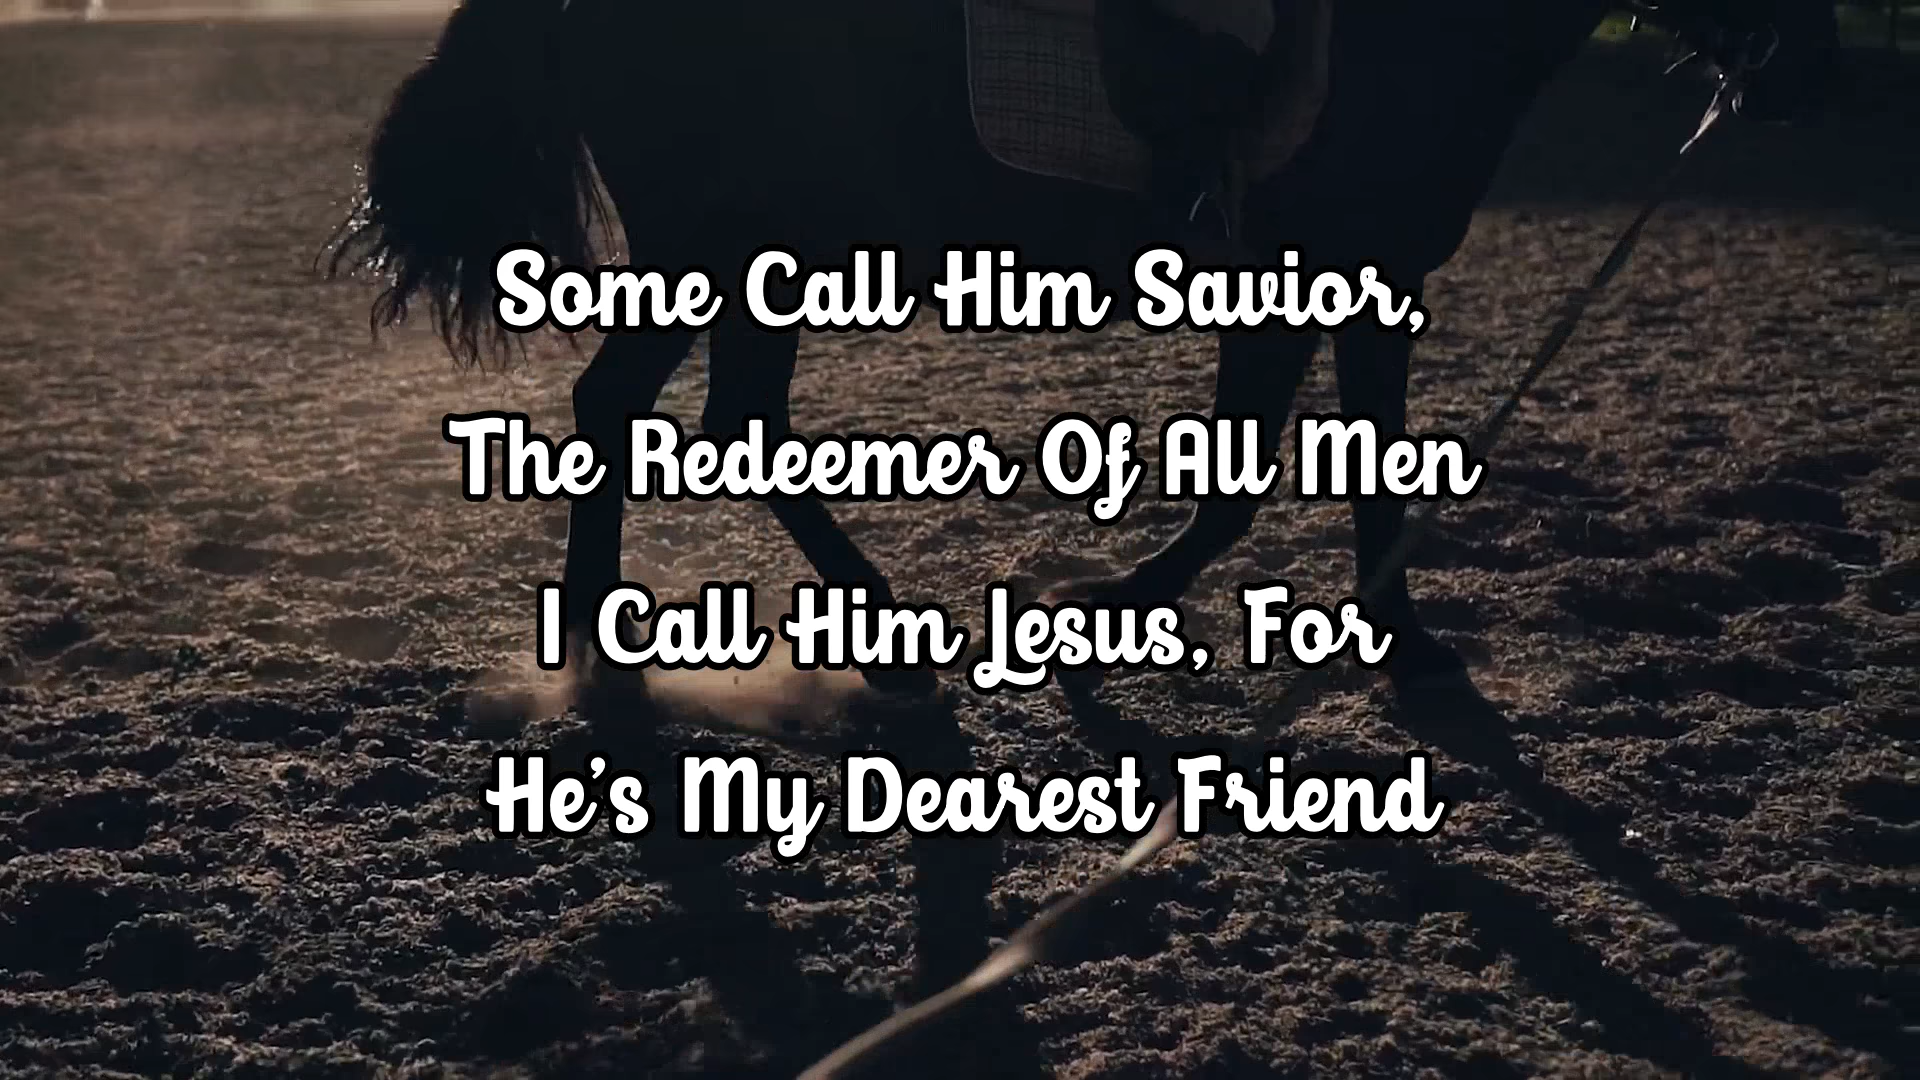 Some Call Him Savior,
The Redeemer Of All Men
I Call Him Jesus, For
He's My Dearest Friend